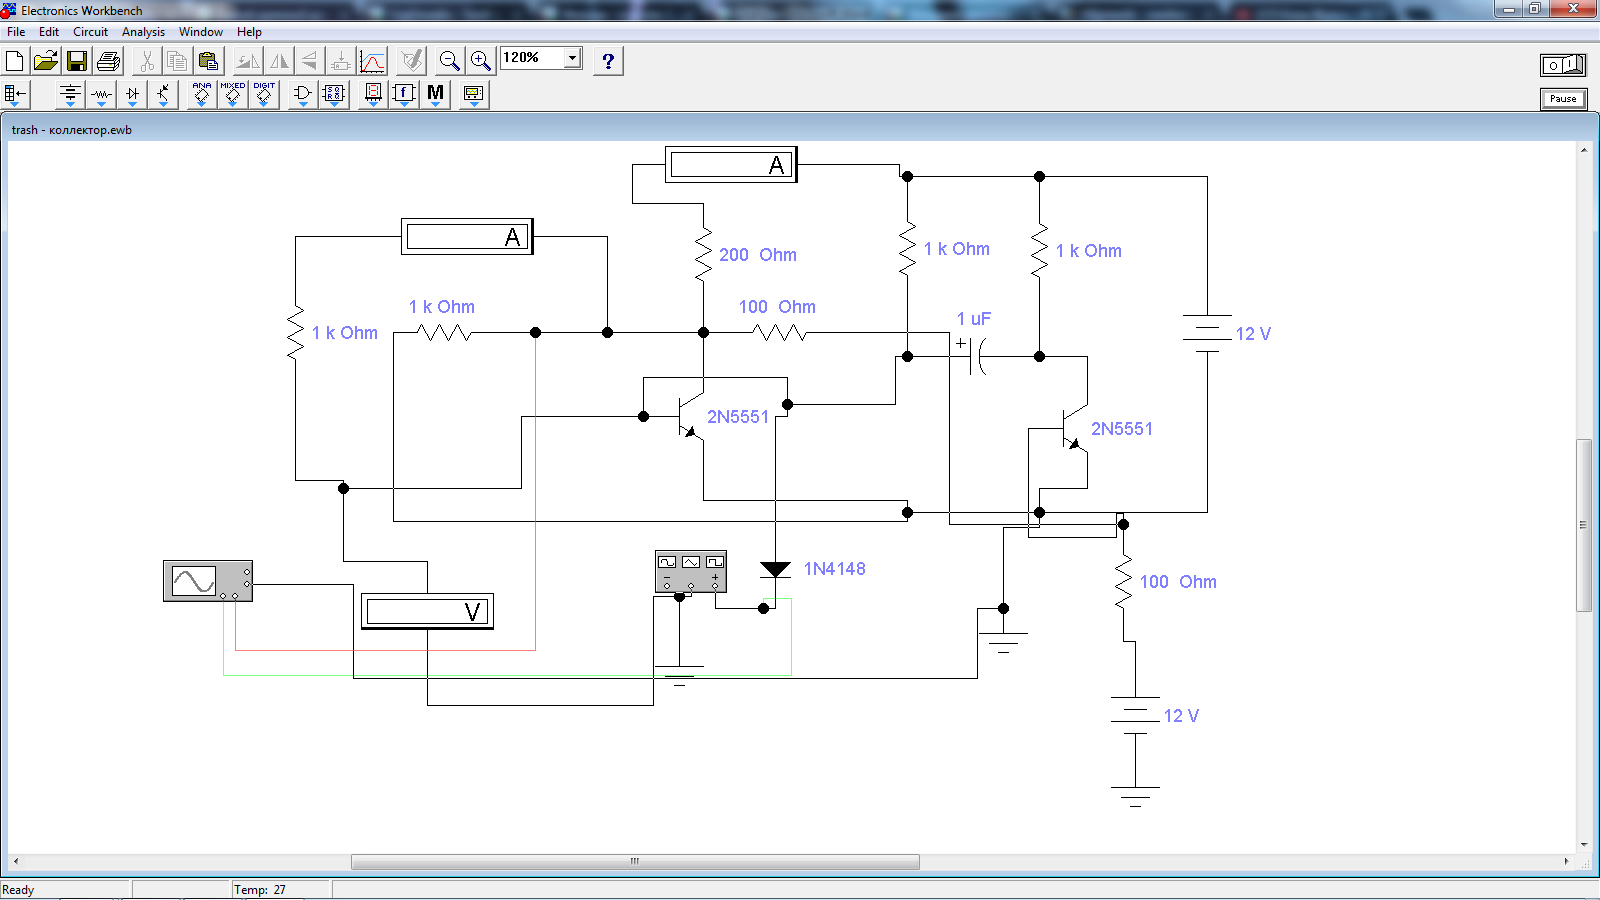 Electronics Workbench
File Edit Circuit Analysis Window Help
120% ?
ANA MIXED DIGIT f M
Pause
trash - коллектор.ewb
A
A
200 Ohm
1 k Ohm
1 k Ohm
1 k Ohm
100 Ohm
1 uF
1 k Ohm
12 V
2N5551
2N5551
1N4148
100 Ohm
V
12 V
Ready
Temp: 27